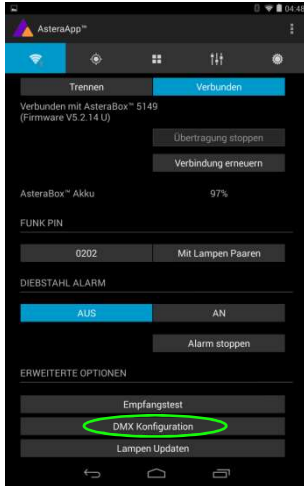 04:48
AsteraApp™
Trennen
Verbunden
Verbunden mit AsteraBox™ 5149
(Firmware V5.2.14 U)
Übertragung stoppen
Verbindung erneuern
AsteraBox™ Akku
97%
FUNK PIN
0202
Mit Lampen Paaren
DIEBSTAHL ALARM
AUS
AN
Alarm stoppen
ERWEITERTE OPTIONEN
Empfangstest
DMX Konfiguration
Lampen Updaten